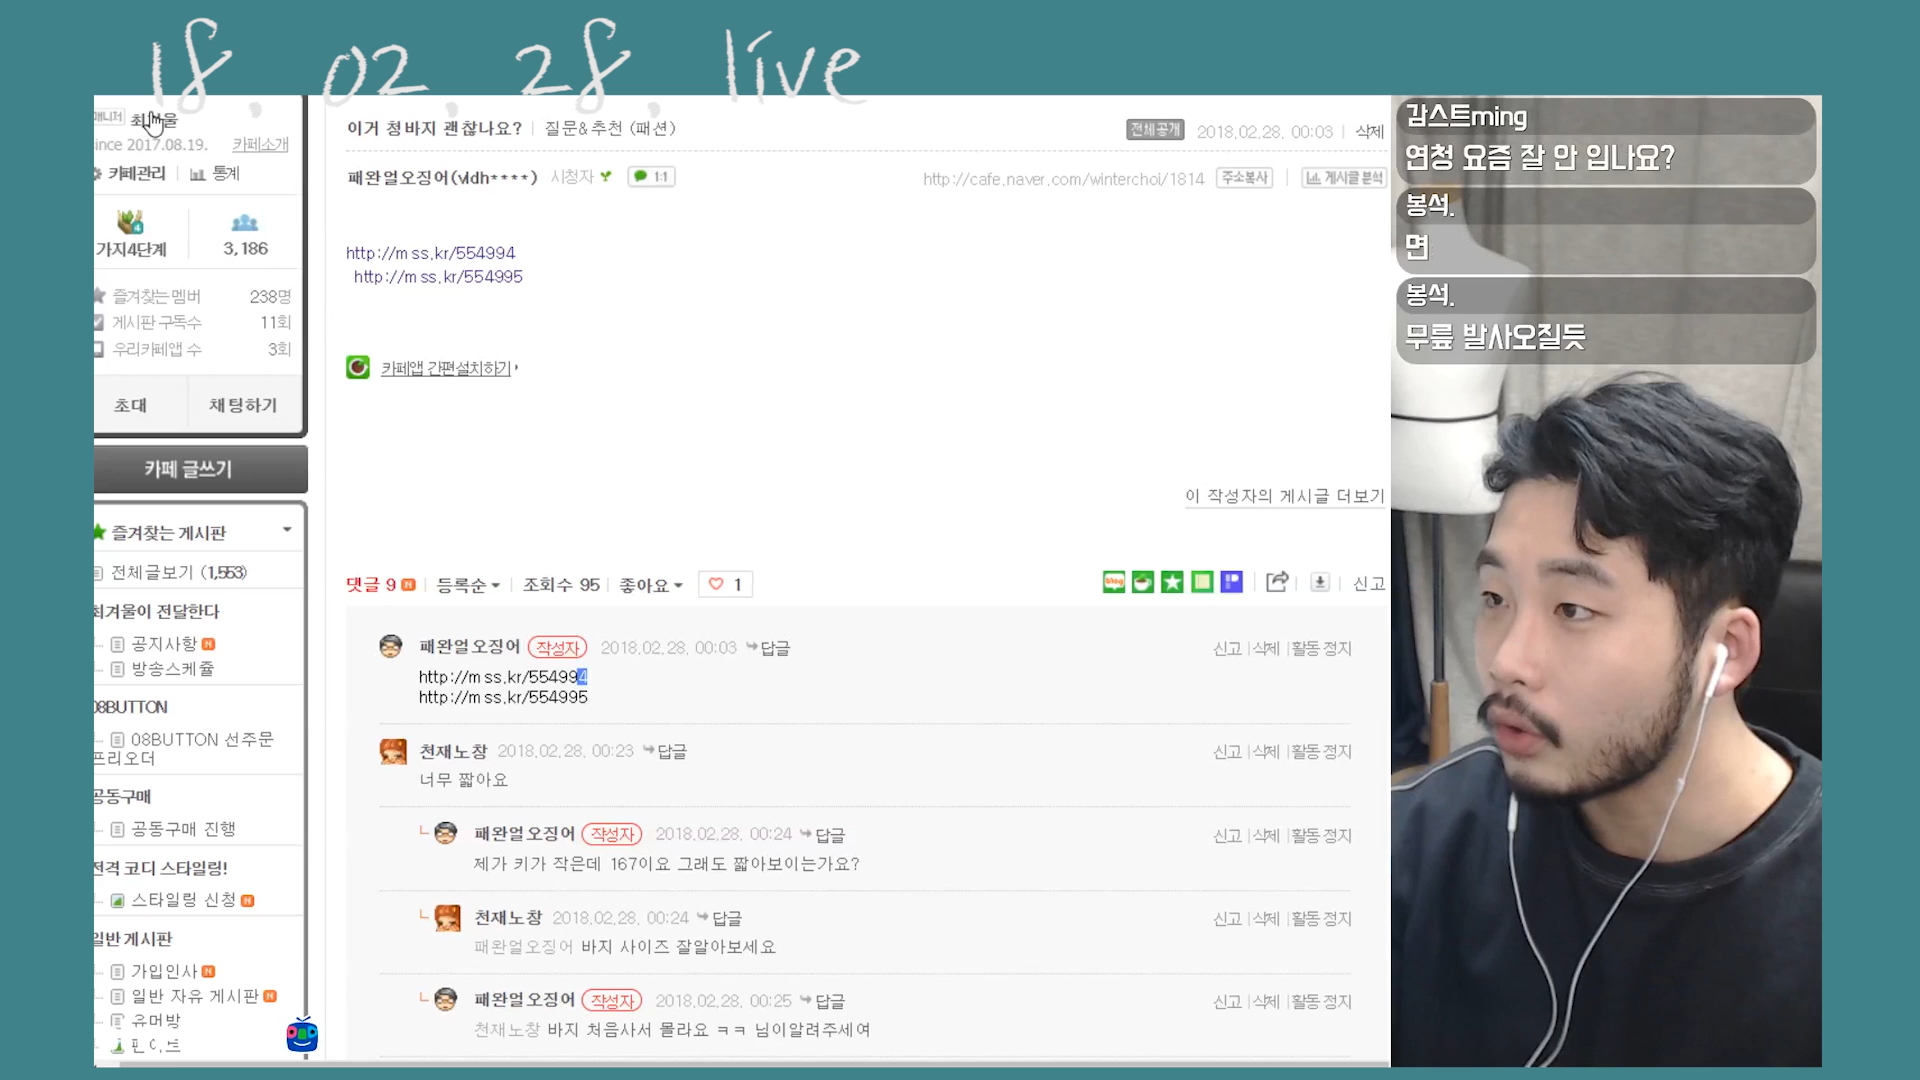 18. 02. 28. live
매니저
since 2017.08.19. 카페소개
카페관리 통계
가지4단계 3,186
즐겨찾는 멤버 238명
게시판 구독수 11회
우리카페앱 수 3회
초대 채팅하기
카페 글쓰기
즐겨찾는 게시판
전체글보기 (1,553)
최겨울이 전달한다
공지사항
방송스케쥴
08BUTTON
08BUTTON 선주문
프리오더
공동구매
공동구매 진행
전격 코디 스타일링!
스타일링 신청
일반 게시판
가입인사
일반 자유 게시판
유머방
이거 청바지 괜찮나요? 질문&추천 (패션)
전체공개 2018.02.28. 00:03 삭제
패완얼오징어(vldh****) 시청자 1:1
http://cafe.naver.com/winterchoi/1814 주소복사 게시글 분석
http://mss.kr/554994
http://mss.kr/554995
카페앱 간편설치하기
이 작성자의 게시글 더보기
댓글 9 등록순 조회수 95 좋아요 1
blog 신고
패완얼오징어 작성자 2018.02.28. 00:03 답글 신고 삭제 활동정지
http://mss.kr/554994
http://mss.kr/554995
천재노창 2018.02.28. 00:23 답글 신고 삭제 활동정지
너무 짧아요
패완얼오징어 작성자 2018.02.28. 00:24 답글 신고 삭제 활동정지
제가 키가 작은데 167이요 그래도 짧아보이는가요?
천재노창 2018.02.28. 00:24 답글 신고 삭제 활동정지
패완얼오징어 바지 사이즈 잘알아보세요
패완얼오징어 작성자 2018.02.28. 00:25 답글 신고 삭제 활동정지
천재노창 바지 처음사서 몰라요 ㅋㅋ 님이알려주세여
감스트ming
연청 요즘 잘 안 입나요?
봉석.
면
봉석.
무릎 발사오질듯